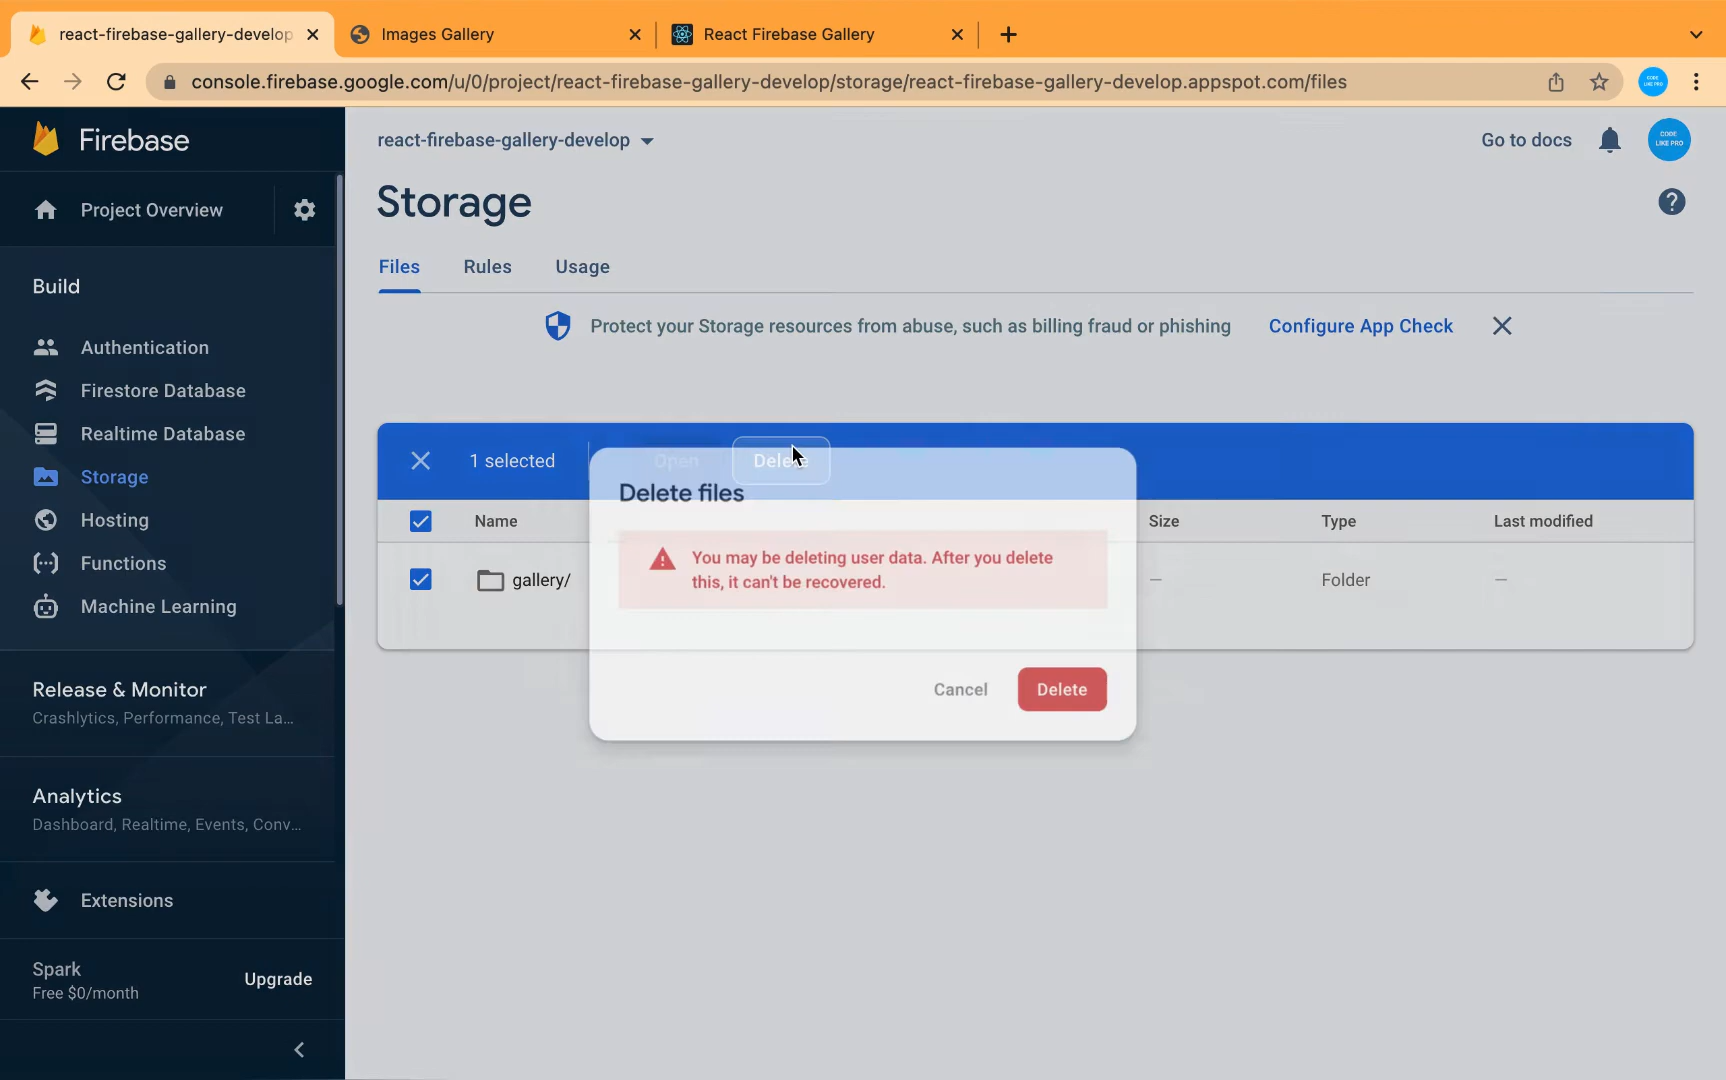 react-firebase-gallery-develop
Images Gallery
React Firebase Gallery
console.firebase.google.com/u/0/project/react-firebase-gallery-develop/storage/react-firebase-gallery-develop.appspot.com/files
Firebase
react-firebase-gallery-develop
Go to docs
CODE
LIKE PRO
Project Overview
Storage
Files
Rules
Usage
Build
Protect your Storage resources from abuse, such as billing fraud or phishing
Configure App Check
Authentication
Firestore Database
Realtime Database
Storage
Hosting
Functions
Machine Learning
1 selected
Open
Delete
Delete files
Name
Size
Type
Last modified
You may be deleting user data. After you delete
this, it can't be recovered.
gallery/
–
Folder
–
Cancel
Delete
Release & Monitor
Crashlytics, Performance, Test La...
Analytics
Dashboard, Realtime, Events, Conv...
Extensions
Spark
Free $0/month
Upgrade